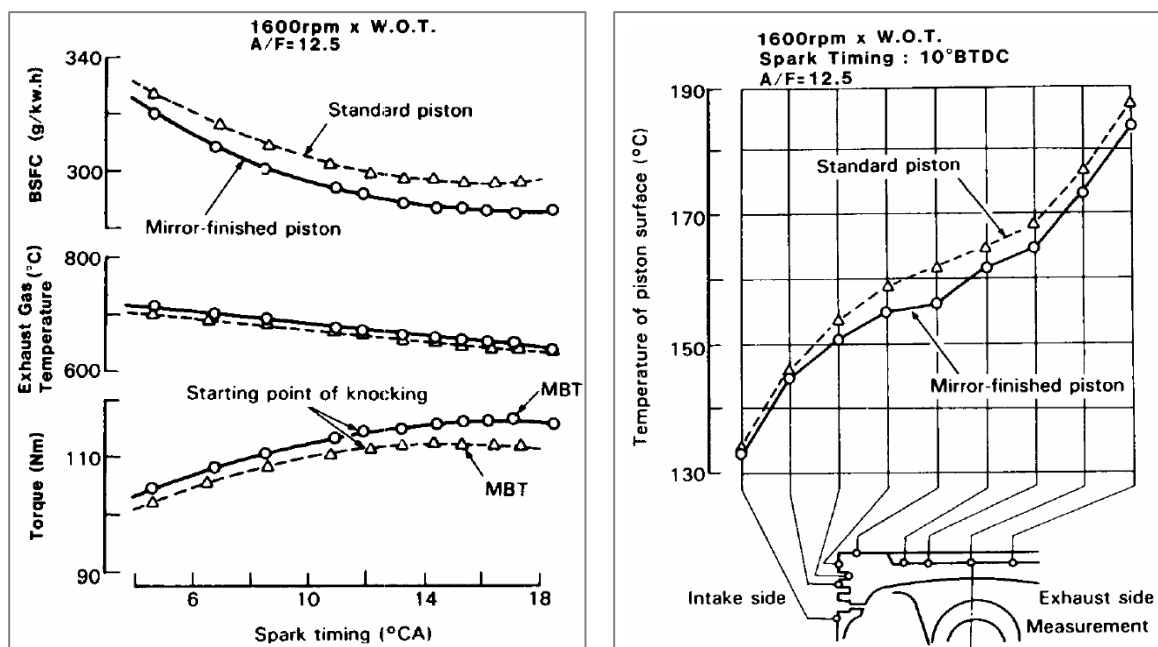 1600rpm x W.O.T.
A/F=12.5
340
300
BSFC (g/kw.h)
Standard piston
Mirror-finished piston
800
600
Exhaust Gas (°C)
Temperature
Starting point of knocking
MBT
MBT
110
90
Torque (Nm)
6
10
14
18
Spark timing (°CA)
1600rpm x W.O.T.
Spark Timing : 10°BTDC
A/F=12.5
190
170
150
130
Temperature of piston surface (°C)
Standard piston
Mirror-finished piston
Intake side
Exhaust side
Measurement